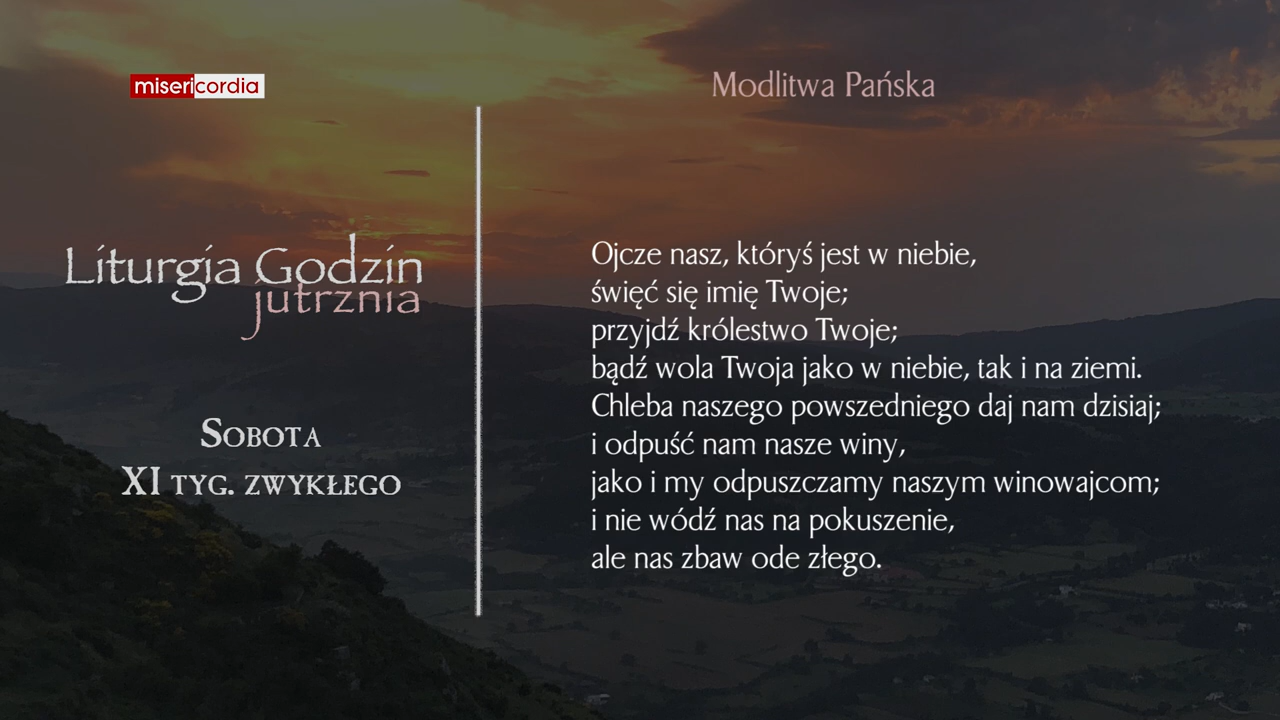 misericordia
Liturgia Godzin
jutrznia
Sobota
XI tyg. zwykłego
Modlitwa Pańska
Ojcze nasz, któryś jest w niebie,
święć się imię Twoje;
przyjdź królestwo Twoje;
bądź wola Twoja jako w niebie, tak i na ziemi.
Chleba naszego powszedniego daj nam dzisiaj;
i odpuść nam nasze winy,
jako i my odpuszczamy naszym winowajcom;
i nie wódź nas na pokuszenie,
ale nas zbaw ode złego.